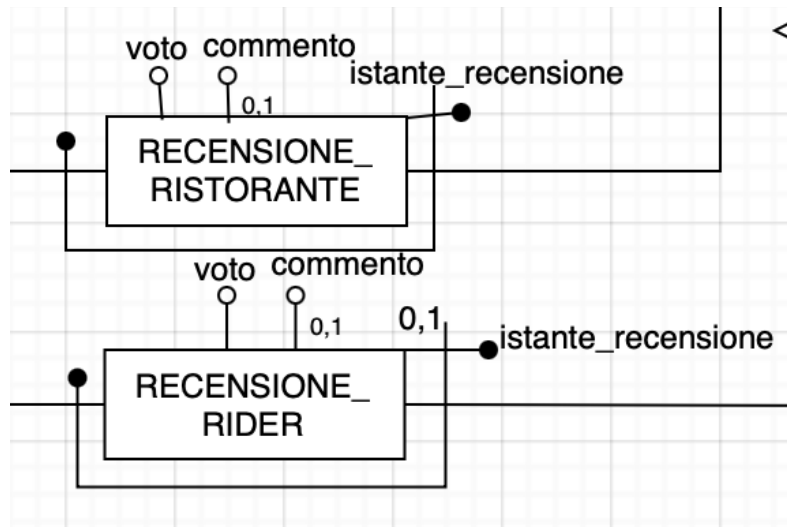 voto commento
istante_recensione
0,1
RECENSIONE_
RISTORANTE
voto commento
0,1
0,1
istante_recensione
RECENSIONE_
RIDER